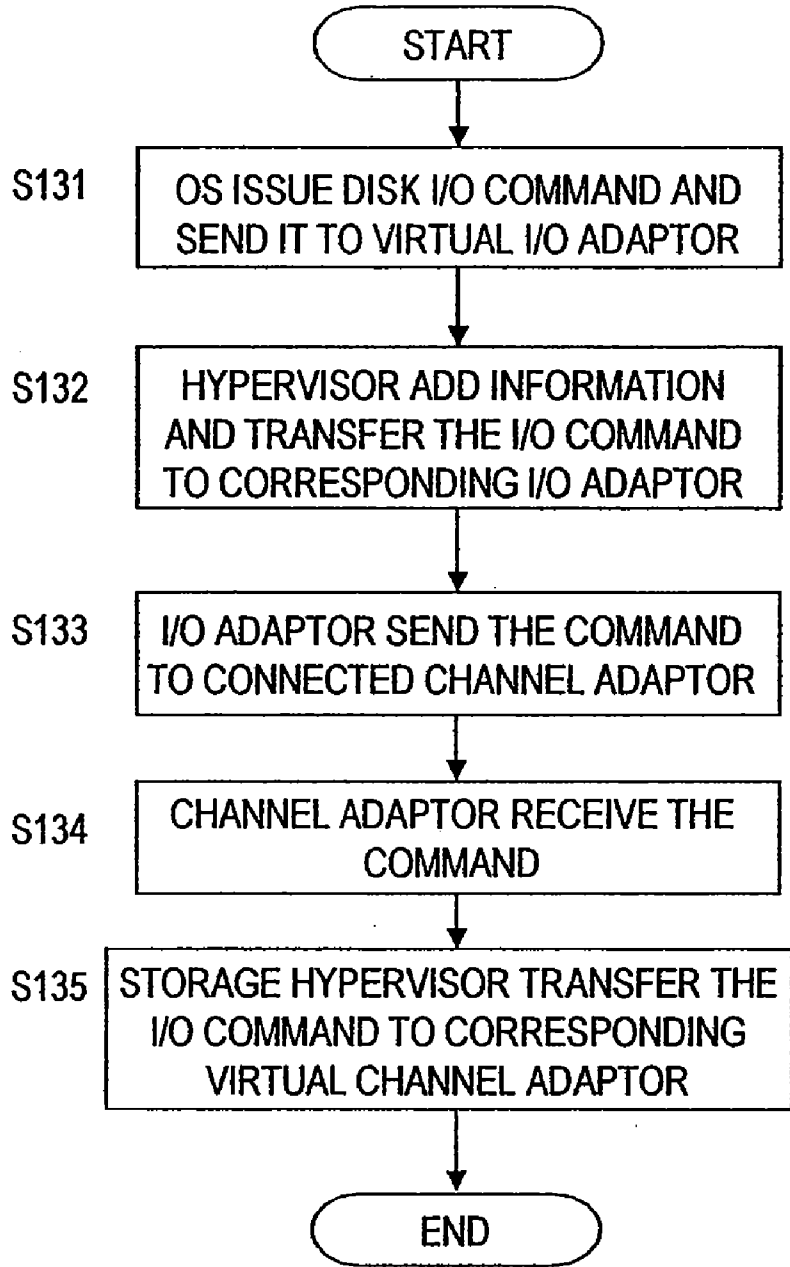 START
S131
OS ISSUE DISK I/O COMMAND AND
SEND IT TO VIRTUAL I/O ADAPTOR
S132
HYPERVISOR ADD INFORMATION
AND TRANSFER THE I/O COMMAND
TO CORRESPONDING I/O ADAPTOR
S133
I/O ADAPTOR SEND THE COMMAND
TO CONNECTED CHANNEL ADAPTOR
S134
CHANNEL ADAPTOR RECEIVE THE
COMMAND
S135
STORAGE HYPERVISOR TRANSFER THE
I/O COMMAND TO CORRESPONDING
VIRTUAL CHANNEL ADAPTOR
END